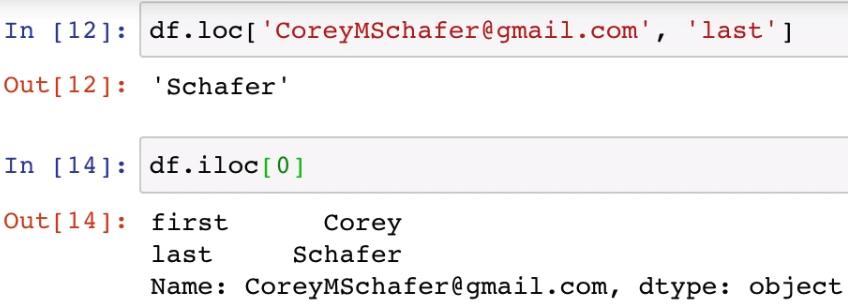 In [12]: df.loc['CoreyMSchafer@gmail.com', 'last']
Out[12]: 'Schafer'
In [14]: df.iloc[0]
Out[14]: first      Corey
last     Schafer
Name: CoreyMSchafer@gmail.com, dtype: object